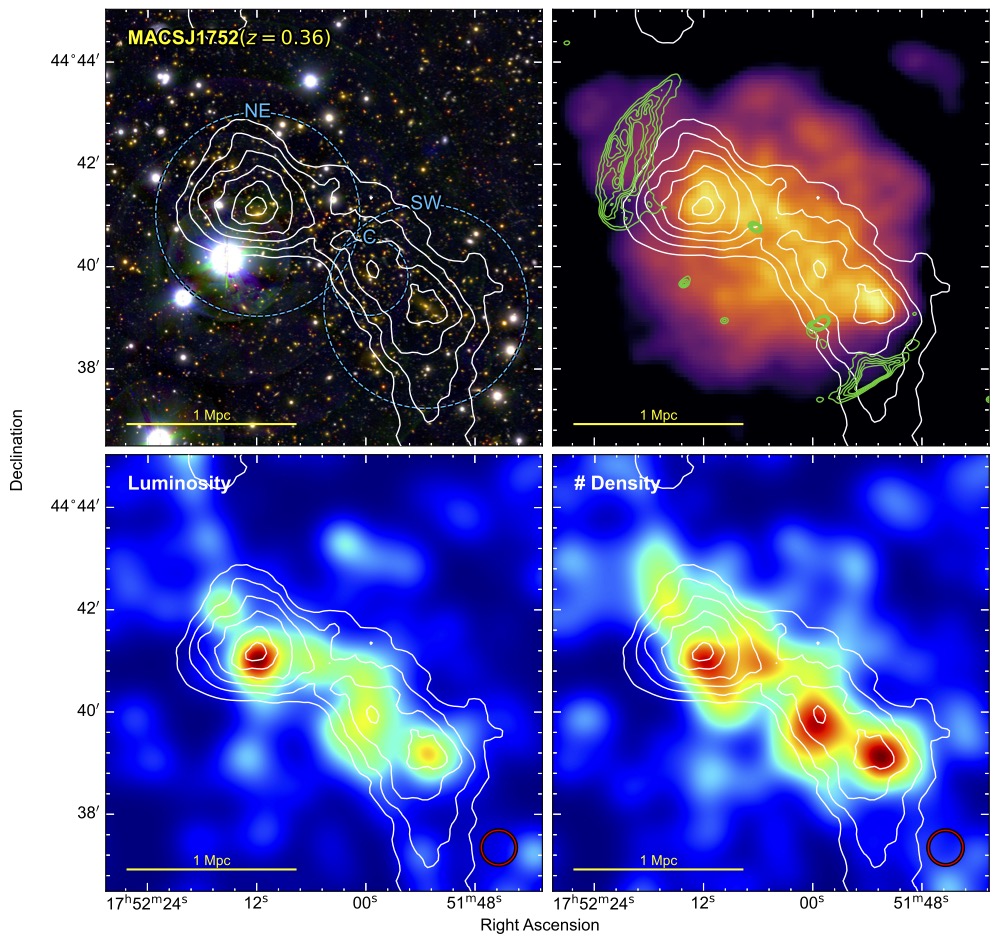 MACSJ1752(z = 0.36)
NE
SW
C
1 Mpc
1 Mpc
44°44′
42′
40′
38′
Declination
Luminosity
# Density
44°44′
42′
40′
38′
1 Mpc
1 Mpc
17ʰ52ᵐ24ˢ 12ˢ 00ˢ 51ᵐ48ˢ
17ʰ52ᵐ24ˢ 12ˢ 00ˢ 51ᵐ48ˢ
Right Ascension